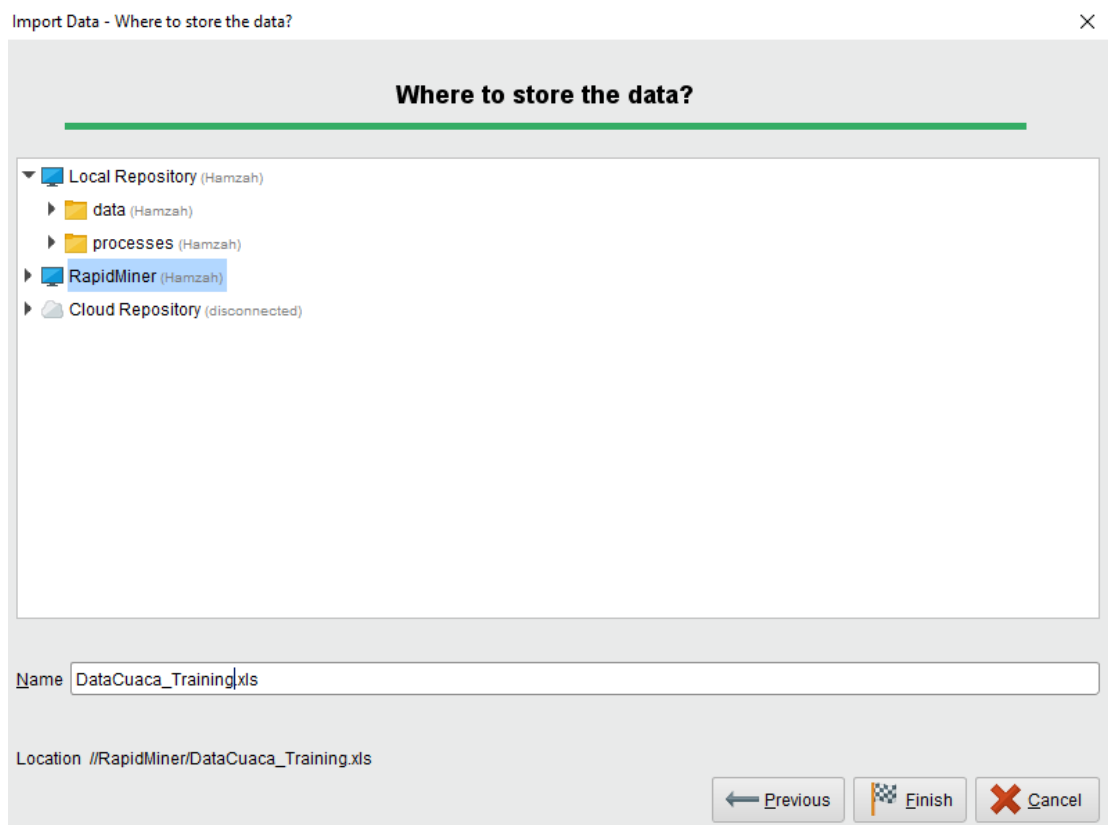 Import Data - Where to store the data?
Where to store the data?
Local Repository (Hamzah)
data (Hamzah)
processes (Hamzah)
RapidMiner (Hamzah)
Cloud Repository (disconnected)
Name DataCuaca_Training.xls
Location //RapidMiner/DataCuaca_Training.xls
Previous Finish Cancel